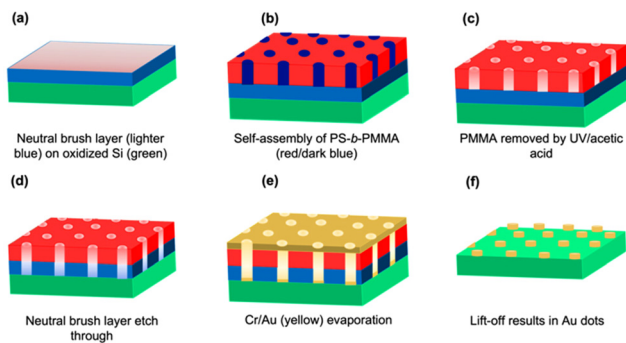 (a)
(b)
(c)
Neutral brush layer (lighter
blue) on oxidized Si (green)
Self-assembly of PS-b-PMMA
(red/dark blue)
PMMA removed by UV/acetic
acid
(d)
(e)
(f)
Neutral brush layer etch
through
Cr/Au (yellow) evaporation
Lift-off results in Au dots